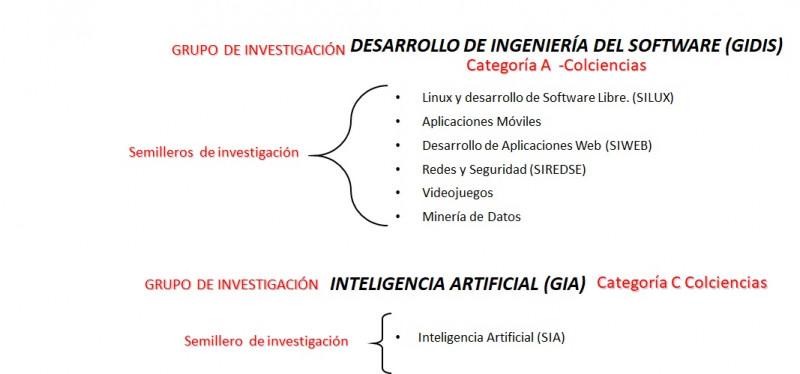 GRUPO DE INVESTIGACIÓN DESARROLLO DE INGENIERÍA DEL SOFTWARE (GIDIS)
Categoría A -Colciencias
Semilleros de investigación
• Linux y desarrollo de Software Libre. (SILUX)
• Aplicaciones Móviles
• Desarrollo de Aplicaciones Web (SIWEB)
• Redes y Seguridad (SIREDSE)
• Videojuegos
• Minería de Datos
GRUPO DE INVESTIGACIÓN INTELIGENCIA ARTIFICIAL (GIA) Categoría C Colciencias
Semillero de investigación
• Inteligencia Artificial (SIA)